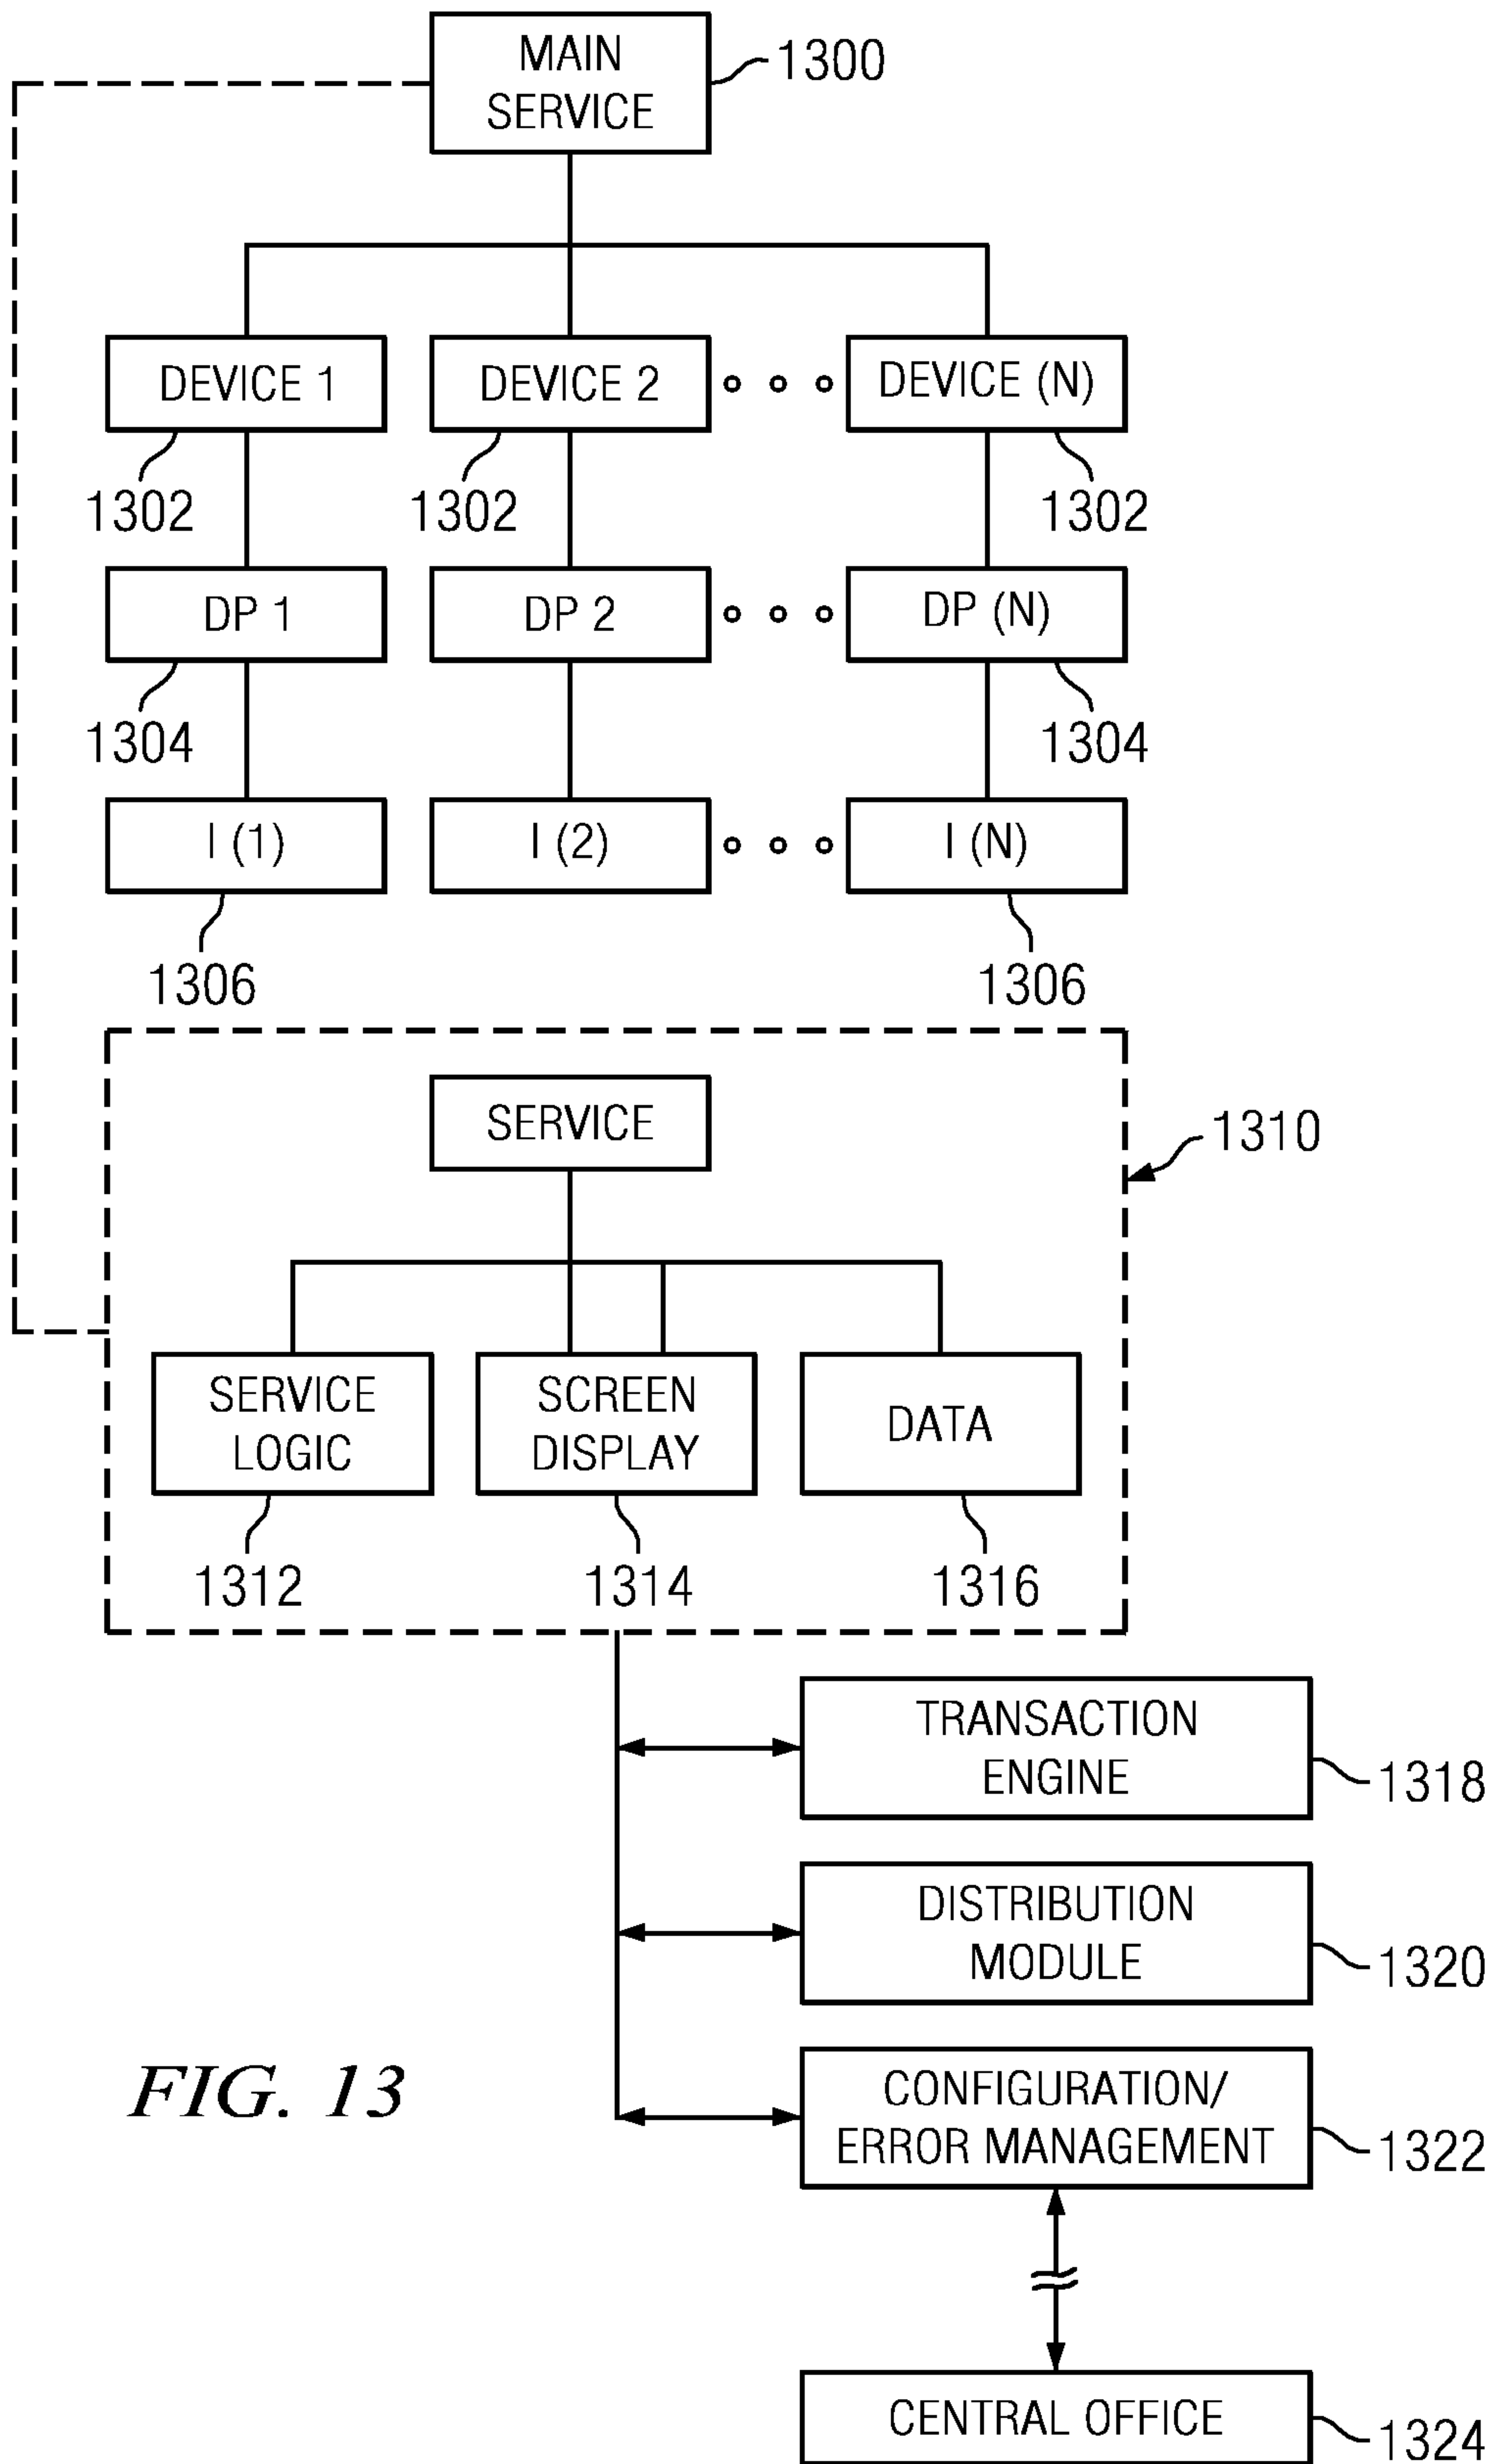 MAIN
SERVICE
1300
DEVICE 1
DEVICE 2
DEVICE (N)
1302
1302
1302
DP 1
DP 2
DP (N)
1304
1304
I (1)
I (2)
I (N)
1306
1306
SERVICE
1310
SERVICE
LOGIC
SCREEN
DISPLAY
DATA
1312
1314
1316
TRANSACTION
ENGINE
1318
DISTRIBUTION
MODULE
1320
CONFIGURATION/
ERROR MANAGEMENT
1322
FIG. 13
CENTRAL OFFICE
1324